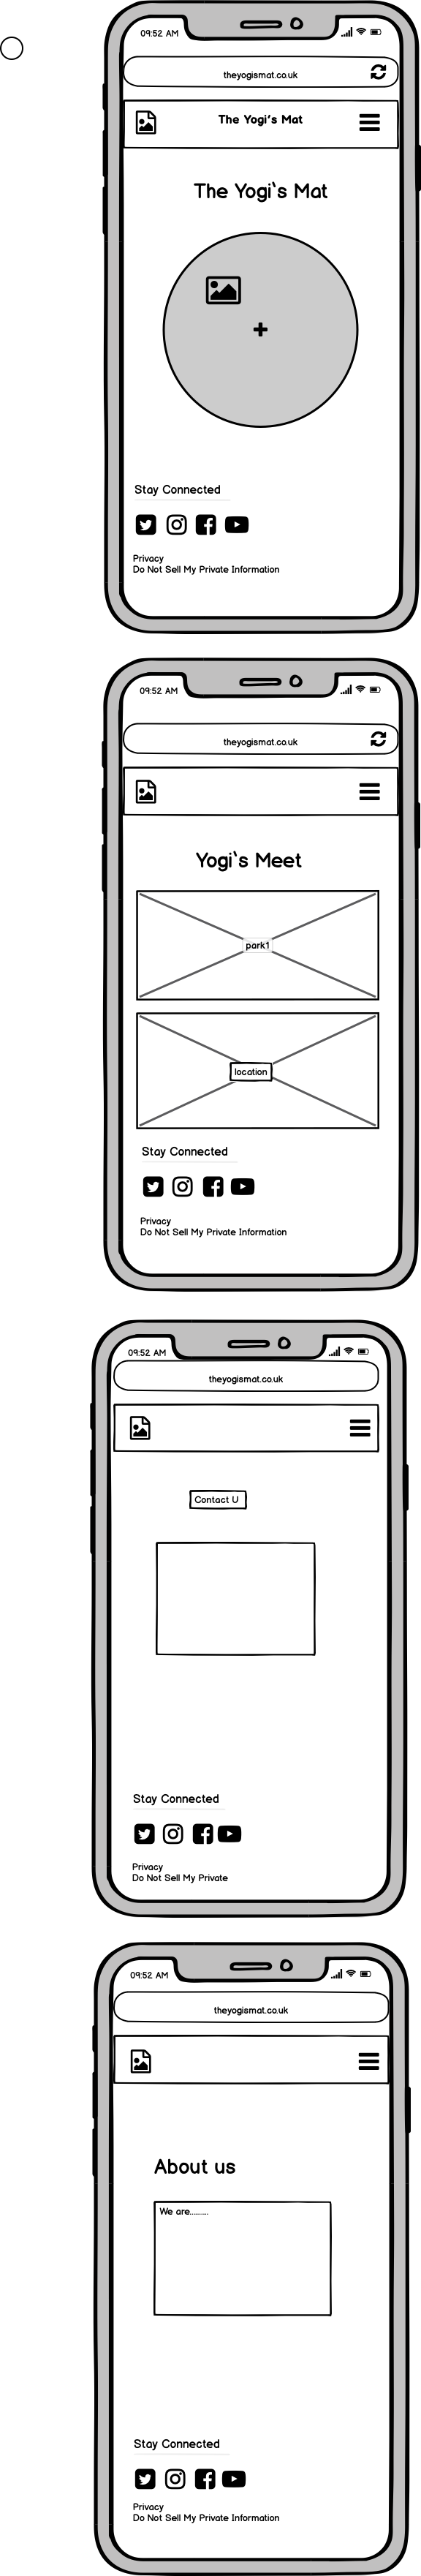 09:52 AM
theyogismat.co.uk
The Yogi's Mat
The Yogi`s Mat
Stay Connected
Privacy
Do Not Sell My Private Information
09:52 AM
theyogismat.co.uk
Yogi`s Meet
park1
location
Stay Connected
Privacy
Do Not Sell My Private Information
09:52 AM
theyogismat.co.uk
Contact U
Stay Connected
Privacy
Do Not Sell My Private
09:52 AM
theyogismat.co.uk
About us
We are.........
Stay Connected
Privacy
Do Not Sell My Private Information